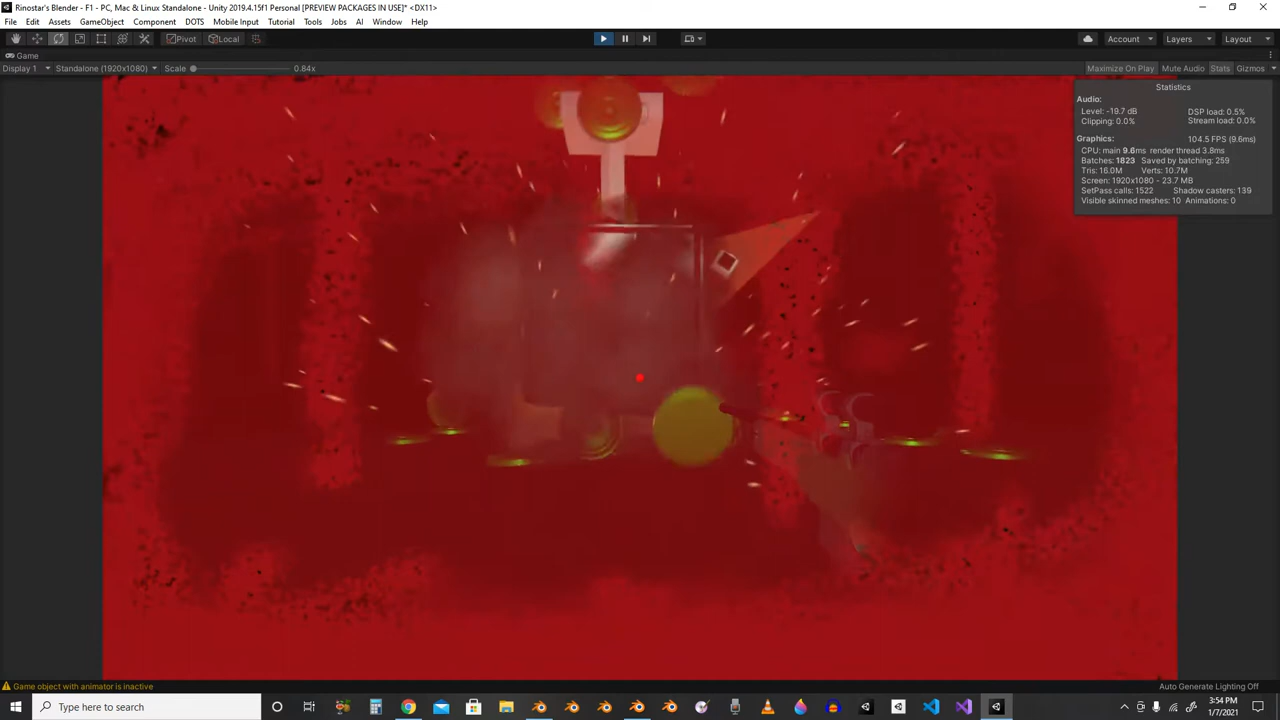 Rinostar's Blender - F1 - PC, Mac & Linux Standalone - Unity 2019.4.15f1 Personal [PREVIEW PACKAGES IN USE]* <DX11>
File Edit Assets GameObject Component DOTS Mobile Input Tutorial Tools Jobs AI Window Help
Pivot Local Account Layers Layout
Game
Display 1 Standalone (1920x1080) Scale 0.84x Maximize On Play Mute Audio Stats Gizmos
Statistics
Audio:
Level: -19.7 dB DSP load: 0.5%
Clipping: 0.0% Stream load: 0.0%
Graphics: 104.5 FPS (9.6ms)
CPU: main 9.6ms render thread 3.8ms
Batches: 1823 Saved by batching: 259
Tris: 16.0M Verts: 10.7M
Screen: 1920x1080 - 23.7 MB
SetPass calls: 1522 Shadow casters: 139
Visible skinned meshes: 10 Animations: 0
Game object with animator is inactive Auto Generate Lighting Off
Type here to search 3:54 PM
1/7/2021